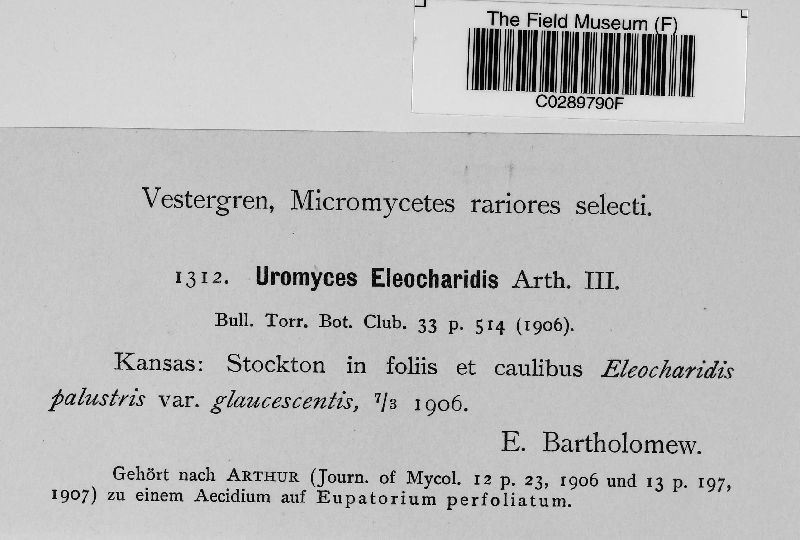 The Field Museum (F)
C0289790F
Vestergren, Micromycetes rariores selecti.
1312. Uromyces Eleocharidis Arth. III.
Bull. Torr. Bot. Club. 33 p. 514 (1906).
Kansas: Stockton in foliis et caulibus Eleocharidis
palustris var. glaucescentis, 7/3 1906.
E. Bartholomew.
Gehört nach ARTHUR (Journ. of Mycol. 12 p. 23, 1906 und 13 p. 197,
1907) zu einem Aecidium auf Eupatorium perfoliatum.